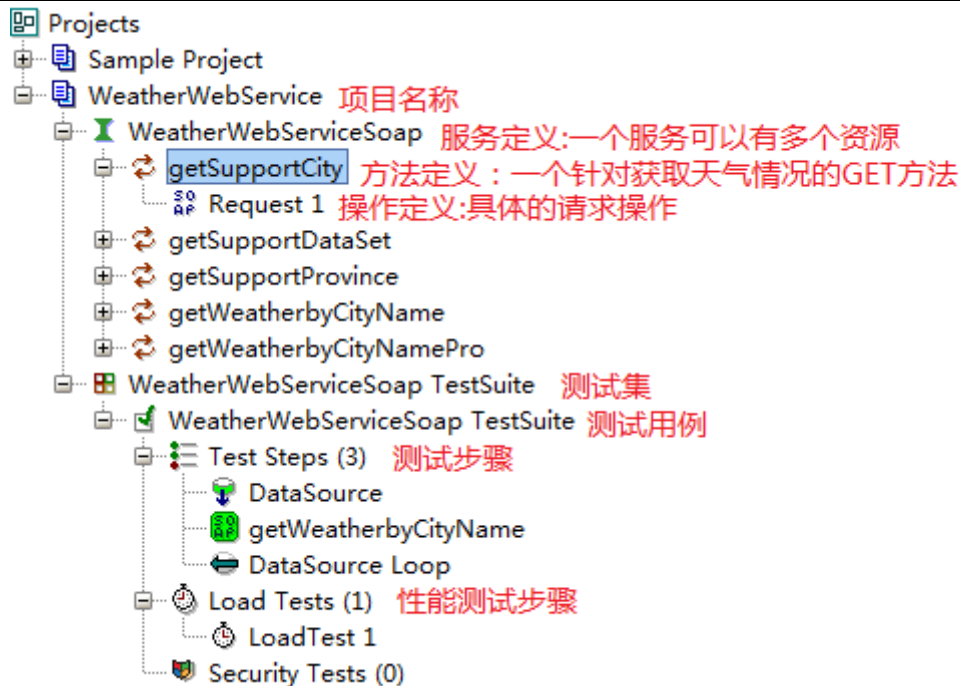 Projects
Sample Project
WeatherWebService 项目名称
WeatherWebServiceSoap 服务定义:一个服务可以有多个资源
getSupportCity 方法定义：一个针对获取天气情况的GET方法
SO AP Request 1 操作定义:具体的请求操作
getSupportDataSet
getSupportProvince
getWeatherbyCityName
getWeatherbyCityNamePro
WeatherWebServiceSoap TestSuite 测试集
WeatherWebServiceSoap TestSuite 测试用例
Test Steps (3) 测试步骤
DataSource
SO AP getWeatherbyCityName
DataSource Loop
Load Tests (1) 性能测试步骤
LoadTest 1
Security Tests (0)